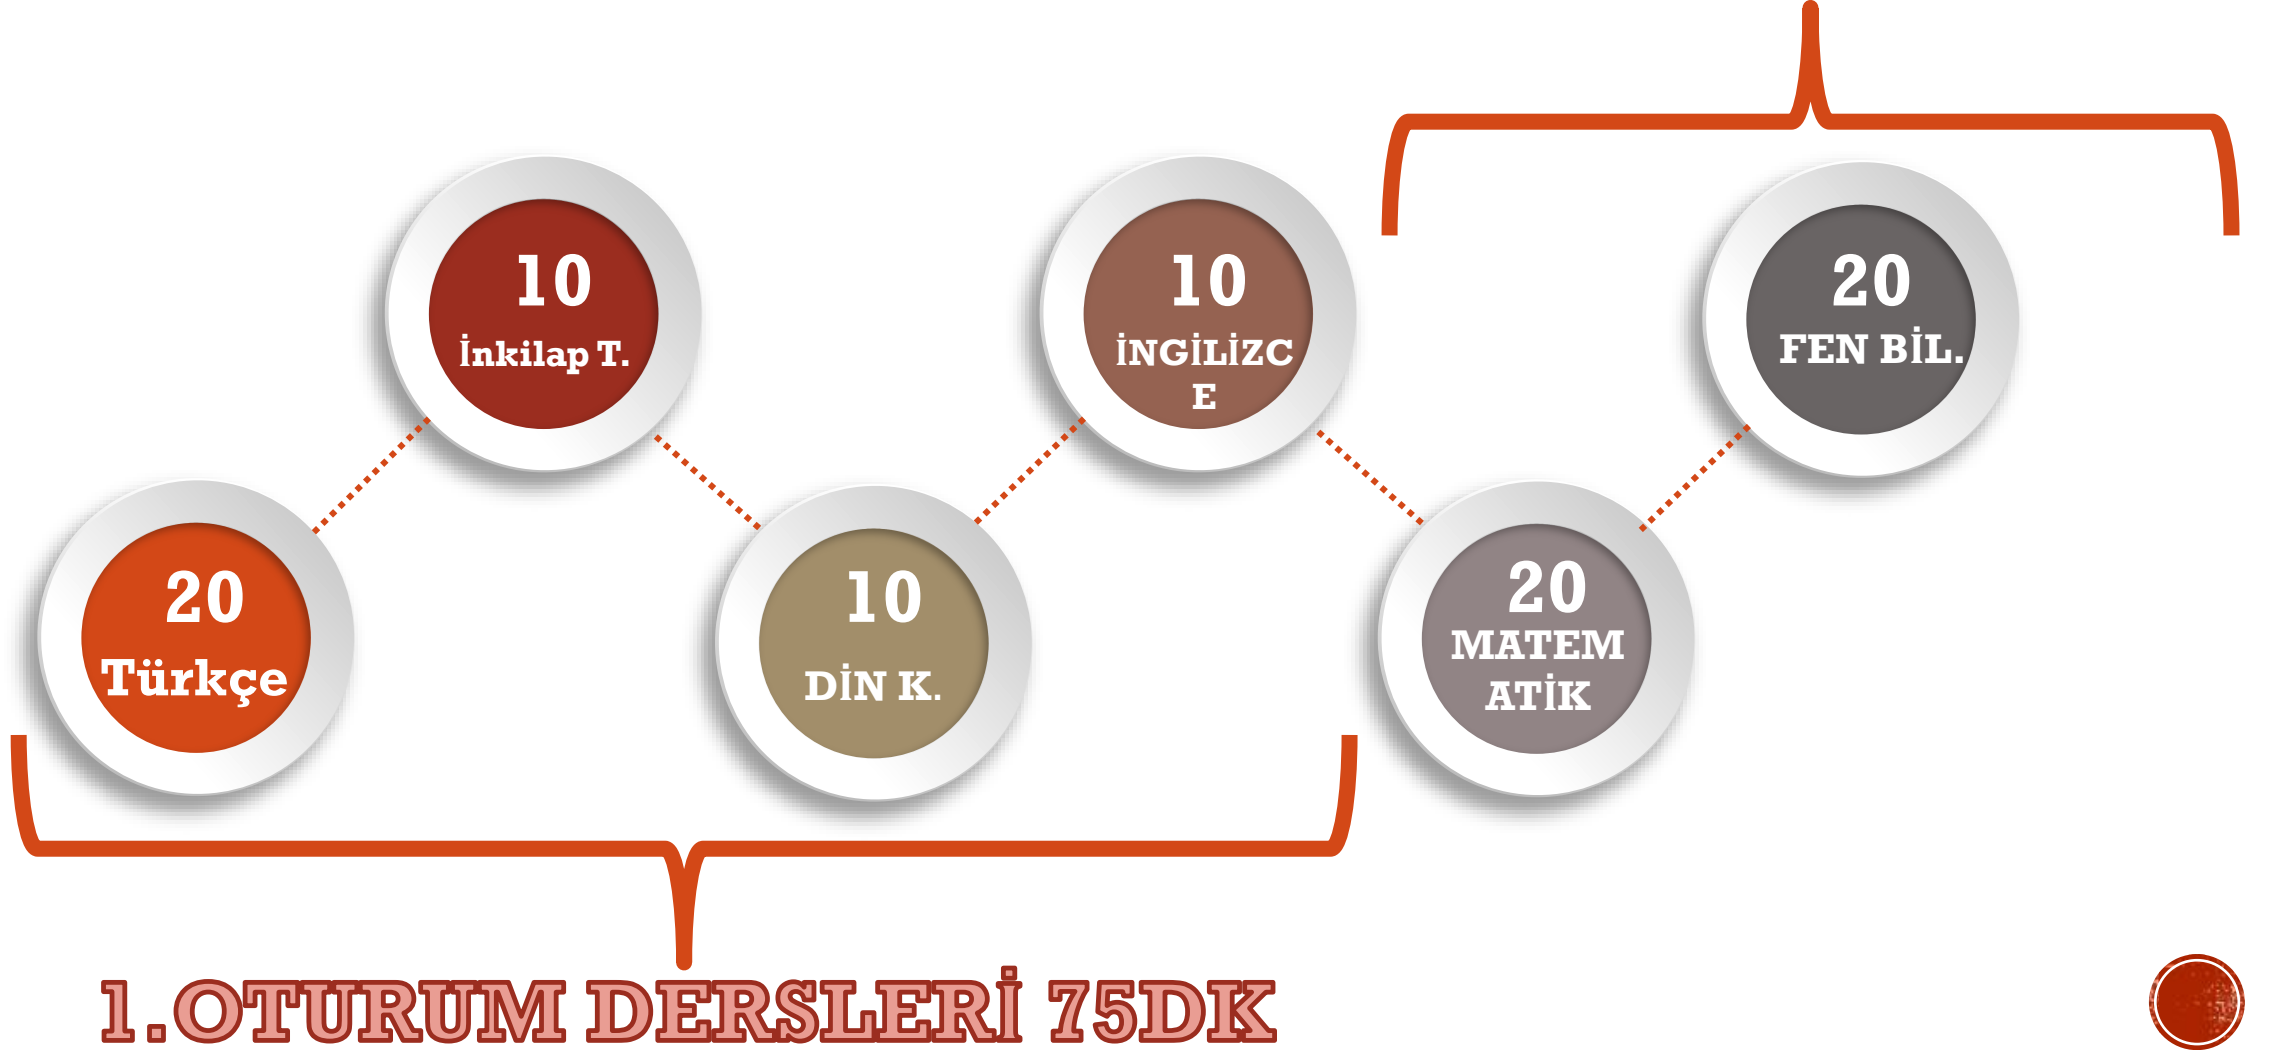 10
İnkilap T.
10
İNGİLİZC
E
20
FEN BİL.
20
Türkçe
10
DİN K.
20
MATEM
ATİK
1.OTURUM DERSLERİ 75DK